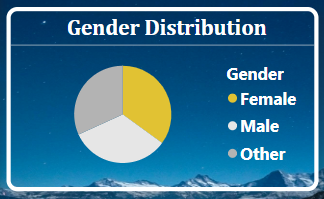 Gender Distribution
Gender
Female
Male
Other